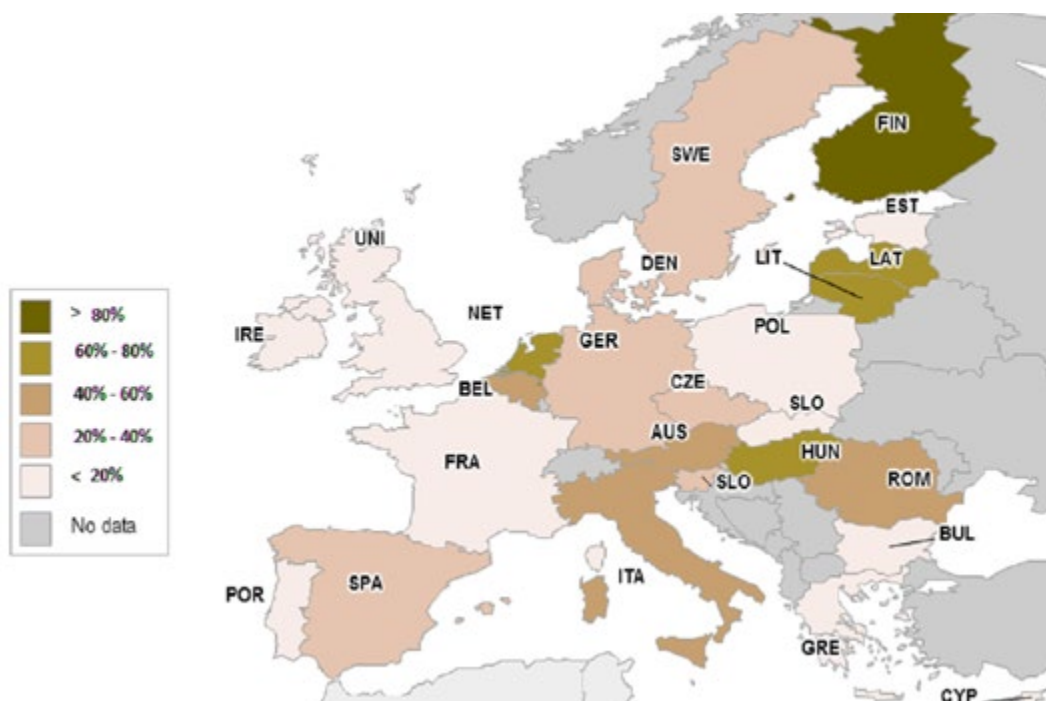 FIN
SWE
EST
UNI
LIT
LAT
DEN
NET
IRE
GER
POL
BEL
CZE
SLO
AUS
FRA
HUN
SLO
ROM
BUL
SPA
ITA
POR
GRE
CYP
> 80%
60% - 80%
40% - 60%
20% - 40%
< 20%
No data